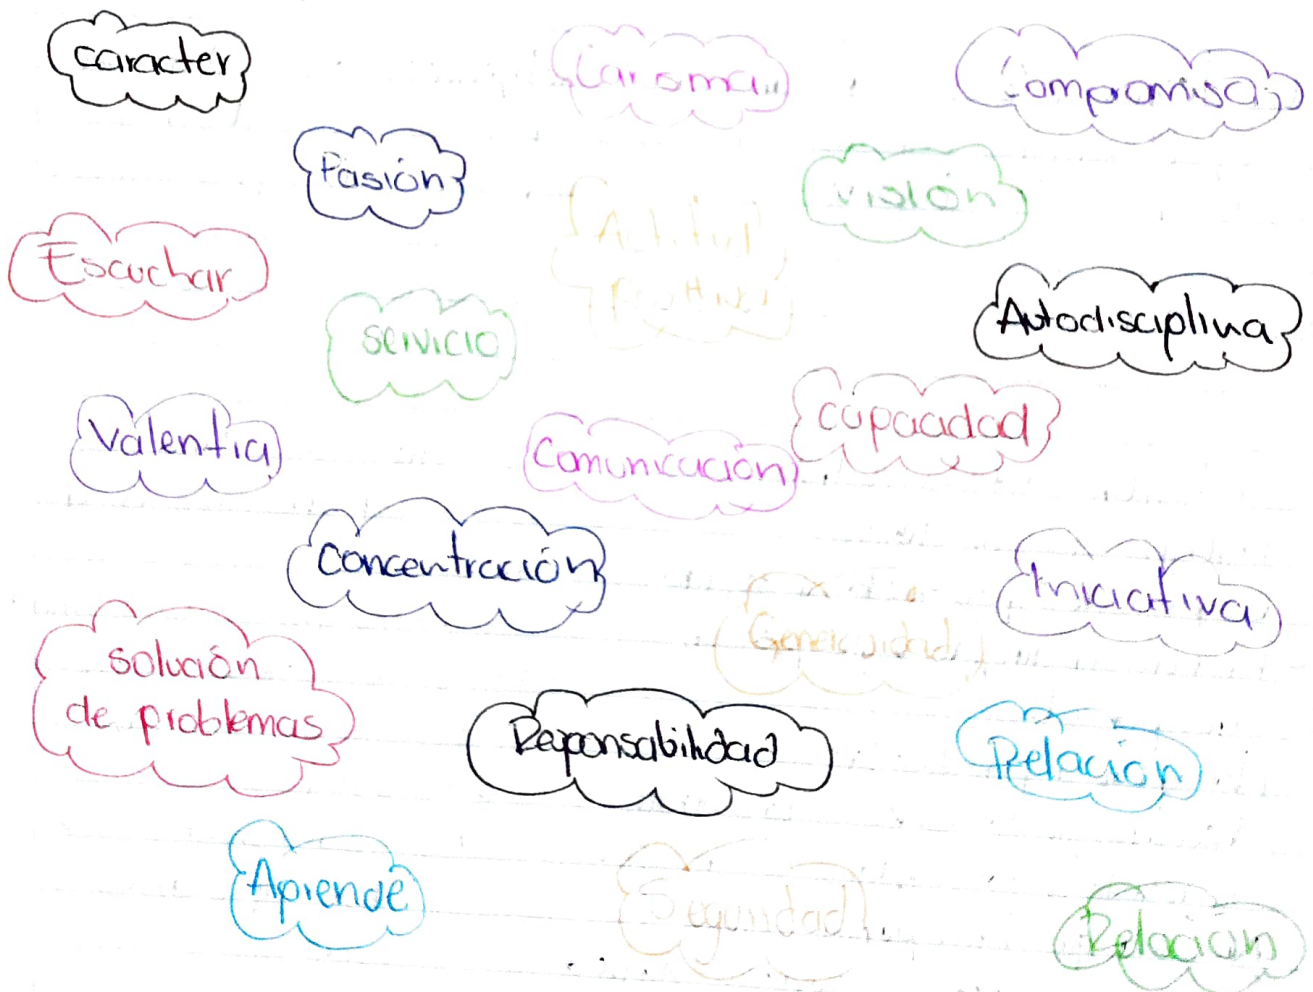 caracter
Carisma
Compromiso
Pasión
visión
Actitud
Positiva
Escuchar
servicio
Autodisciplina
Valentia
Comunicación
capacidad
concentración
Iniciativa
Generosidad
solución
de problemas
Responsabilidad
Relación
Aprende
Seguridad
Relación